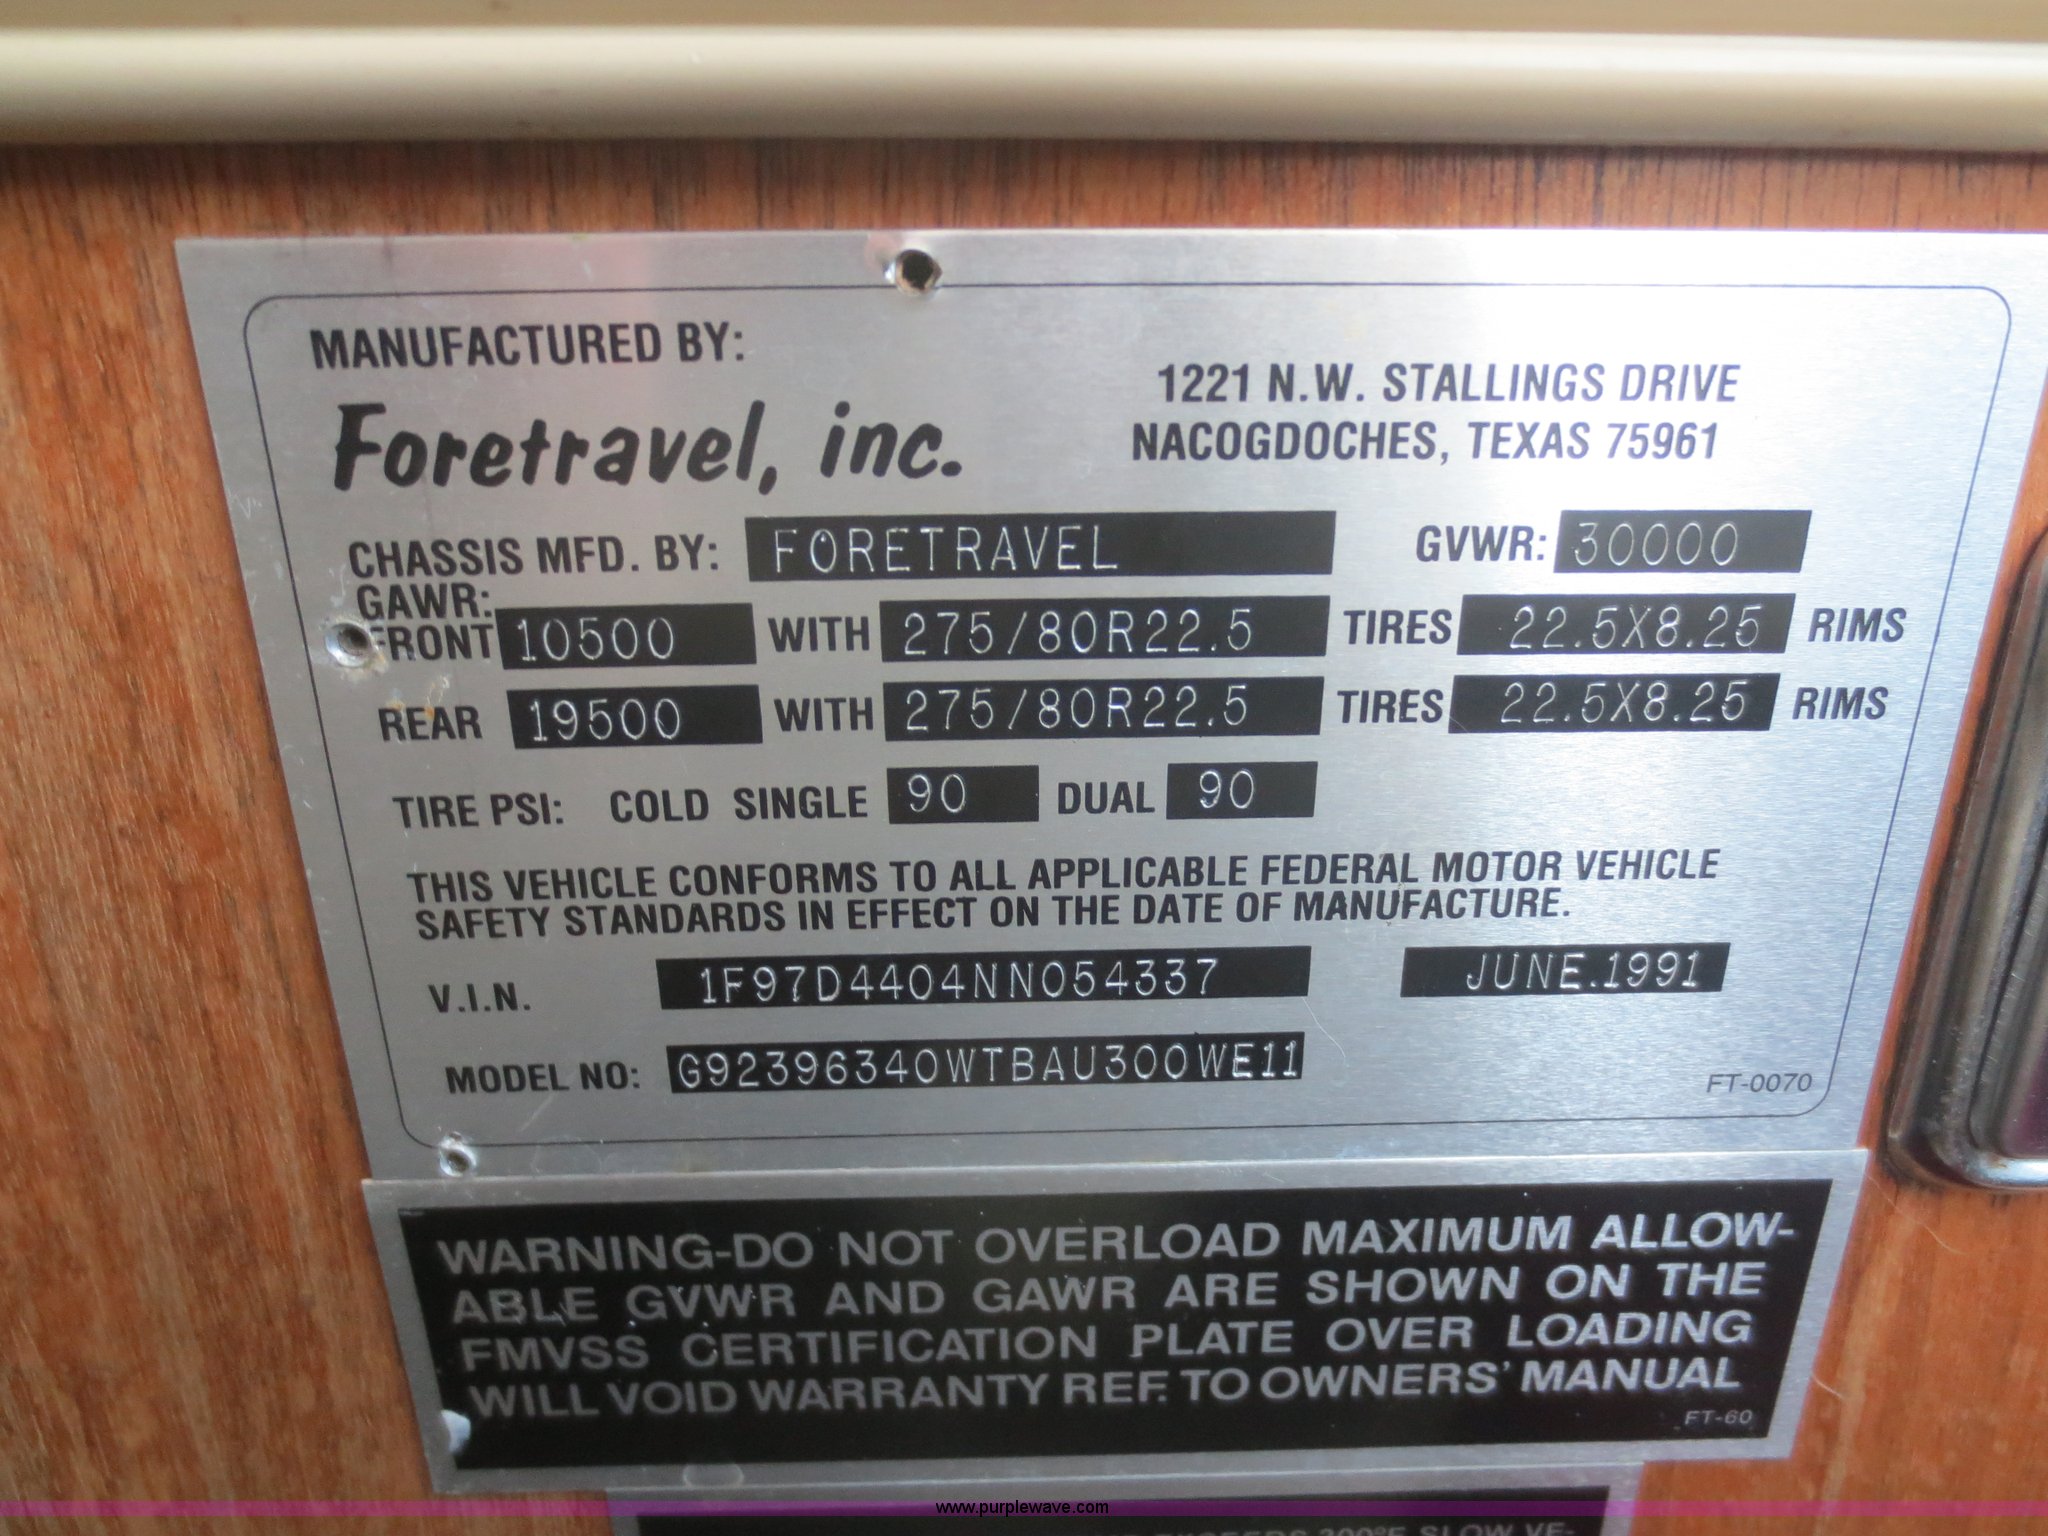 MANUFACTURED BY:
Foretravel, inc.
1221 N.W. STALLINGS DRIVE
NACOGDOCHES, TEXAS 75961
CHASSIS MFD. BY: FORETRAVEL GVWR: 30000
GAWR:
FRONT 10500 WITH 275/80R22.5 TIRES 22.5X8.25 RIMS
REAR 19500 WITH 275/80R22.5 TIRES 22.5X8.25 RIMS
TIRE PSI: COLD SINGLE 90 DUAL 90
THIS VEHICLE CONFORMS TO ALL APPLICABLE FEDERAL MOTOR VEHICLE
SAFETY STANDARDS IN EFFECT ON THE DATE OF MANUFACTURE.
V.I.N. 1F97D4404NN054337 JUNE.1991
MODEL NO: G92396340WTBAU300WE11
FT-0070
WARNING-DO NOT OVERLOAD MAXIMUM ALLOW-
ABLE GVWR AND GAWR ARE SHOWN ON THE
FMVSS CERTIFICATION PLATE OVER LOADING
WILL VOID WARRANTY REF. TO OWNERS' MANUAL
FT-60
www.purplewave.com
300°F SLOW VE-